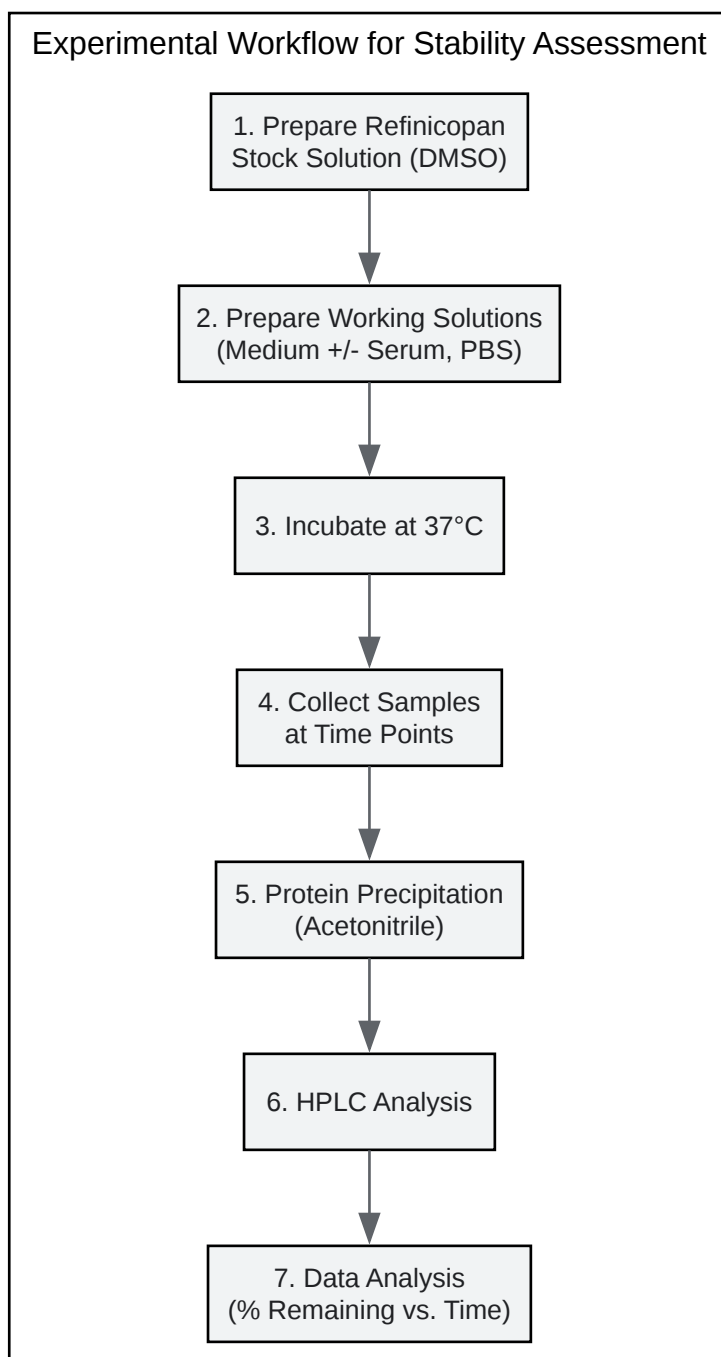 Experimental Workflow for Stability Assessment
1. Prepare Refinicopan
Stock Solution (DMSO)
2. Prepare Working Solutions
(Medium +/- Serum, PBS)
3. Incubate at 37°C
4. Collect Samples
at Time Points
5. Protein Precipitation
(Acetonitrile)
6. HPLC Analysis
7. Data Analysis
(% Remaining vs. Time)